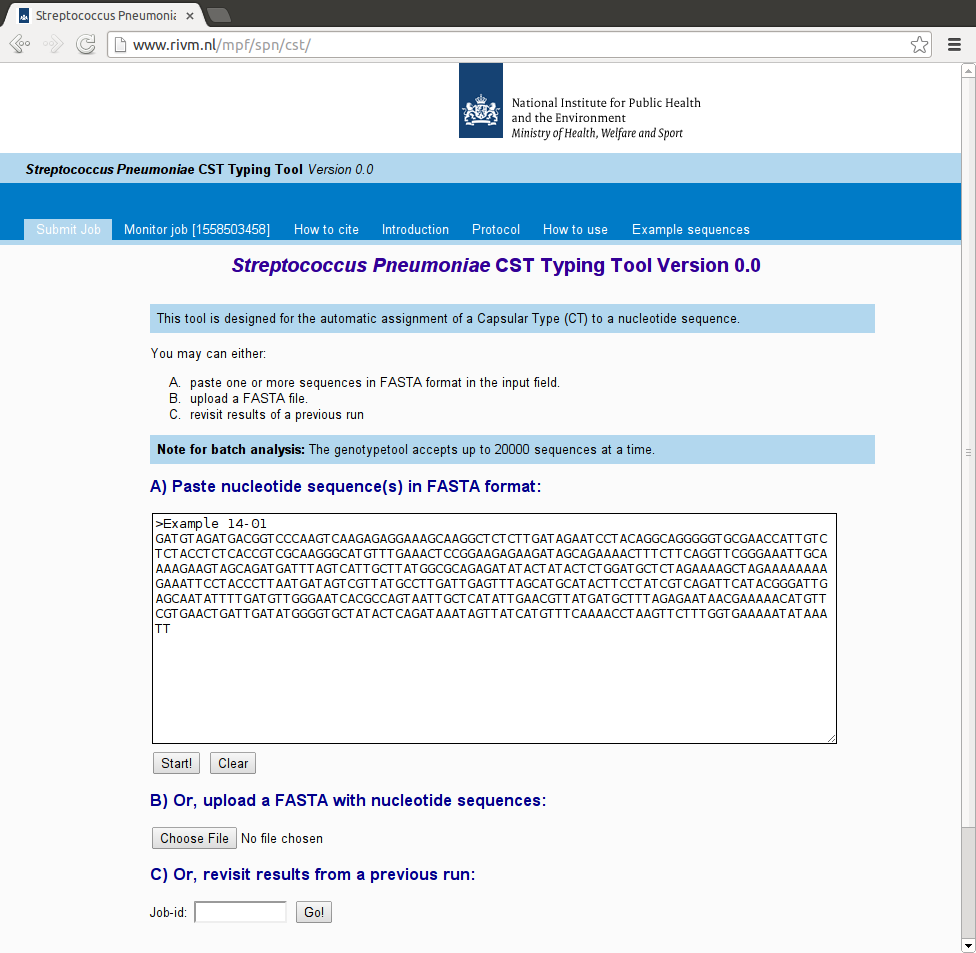 Streptococcus Pneumonia
www.rivm.nl/mpf/spn/cst/
National Institute for Public Health
and the Environment
Ministry of Health, Welfare and Sport
Streptococcus Pneumoniae CST Typing Tool Version 0.0
Submit Job Monitor job [1558503458] How to cite Introduction Protocol How to use Example sequences
Streptococcus Pneumoniae CST Typing Tool Version 0.0
This tool is designed for the automatic assignment of a Capsular Type (CT) to a nucleotide sequence.
You may can either:
A. paste one or more sequences in FASTA format in the input field.
B. upload a FASTA file.
C. revisit results of a previous run
Note for batch analysis: The genotypetool accepts up to 20000 sequences at a time.
A) Paste nucleotide sequence(s) in FASTA format:
>Example 14-01
GATGTAGATGACGGTCCCAAGTCAAGAGAGGAAAGCAAGGCTCTCTTGATAGAATCCTACAGGCAGGGGGTGCGAACCATTGTC
TCTACCTCTCACCGTCGCAAGGGCATGTTTGAAACTCCGGAAGAGAAGATAGCAGAAAACTTTCTTCAGGTTCGGGAAATTGCA
AAAGAAGTAGCAGATGATTTAGTCATTGCTTATGGCGCAGAGATATACTATACTCTGGATGCTCTAGAAAAGCTAGAAAAAAAA
GAAATTCCTACCCTTAATGATAGTCGTTATGCCTTGATTGAGTTTAGCATGCATACTTCCTATCGTCAGATTCATACGGGATTG
AGCAATATTTTGATGTTGGGAATCACGCCAGTAATTGCTCATATTGAACGTTATGATGCTTTAGAGAATAACGAAAAACATGTT
CGTGAACTGATTGATATGGGGTGCTATACTCAGATAAATAGTTATCATGTTTCAAAACCTAAGTTCTTTGGTGAAAAATATAAA
TT
Start! Clear
B) Or, upload a FASTA with nucleotide sequences:
Choose File No file chosen
C) Or, revisit results from a previous run:
Job-id: Go!